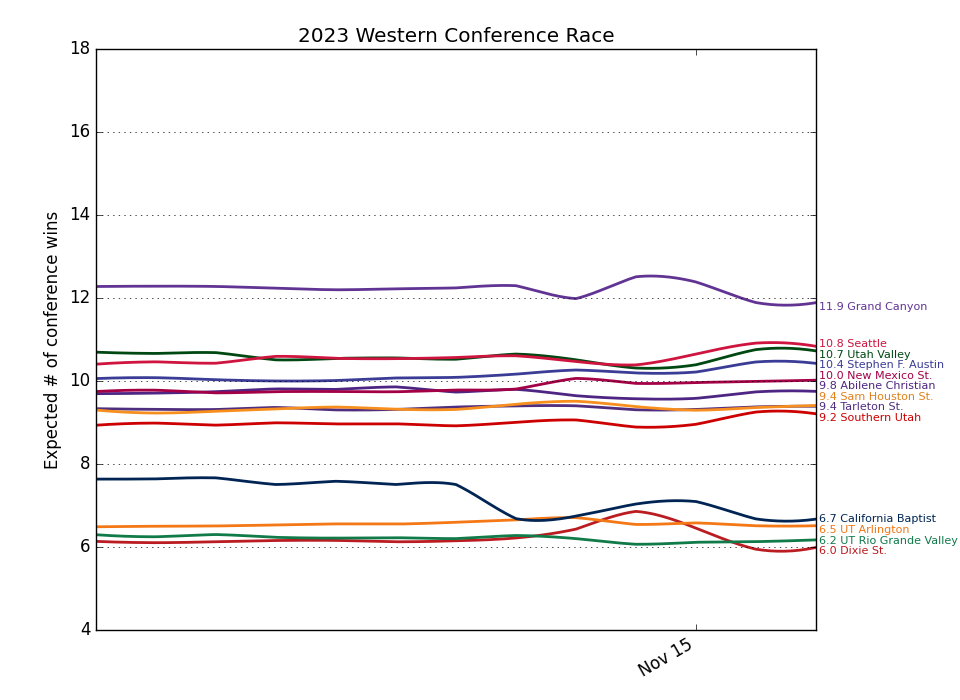 2023 Western Conference Race
Expected # of conference wins
18
16
14
12
10
8
6
4
Nov 15
11.9 Grand Canyon
10.8 Seattle
10.7 Utah Valley
10.4 Stephen F. Austin
10.0 New Mexico St.
9.8 Abilene Christian
9.4 Sam Houston St.
9.4 Tarleton St.
9.2 Southern Utah
6.7 California Baptist
6.5 UT Arlington
6.2 UT Rio Grande Valley
6.0 Dixie St.